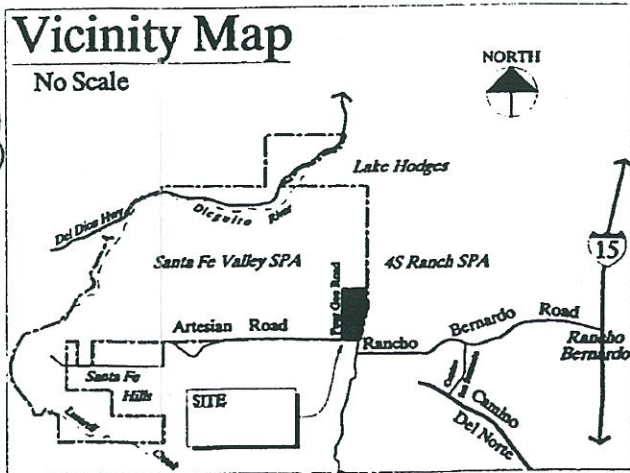 Vicinity Map
No Scale
NORTH
Lake Hodges
Del Dios Hwy
Dieguito River
15
Santa Fe Valley SPA
4S Ranch SPA
Artesian Road
Rancho Bernardo Road
Rancho
Bernardo
Santa Fe
Hills
SITE
Camino
Del Norte